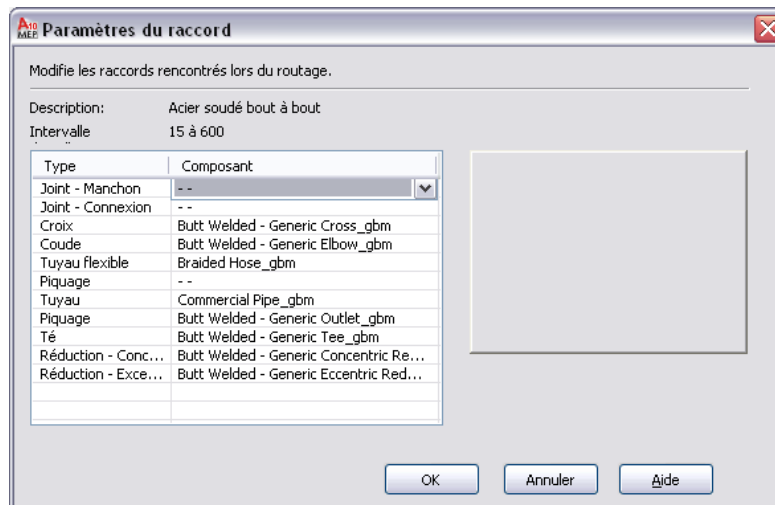 A10 MEP Paramètres du raccord
Modifie les raccords rencontrés lors du routage.
Description: Acier soudé bout à bout
Intervalle 15 à 600
Type Composant
Joint - Manchon - -
Joint - Connexion - -
Croix Butt Welded - Generic Cross_gbm
Coude Butt Welded - Generic Elbow_gbm
Tuyau flexible Braided Hose_gbm
Piquage - -
Tuyau Commercial Pipe_gbm
Piquage Butt Welded - Generic Outlet_gbm
Té Butt Welded - Generic Tee_gbm
Réduction - Conc... Butt Welded - Generic Concentric Re...
Réduction - Exce... Butt Welded - Generic Eccentric Red...
OK Annuler Aide